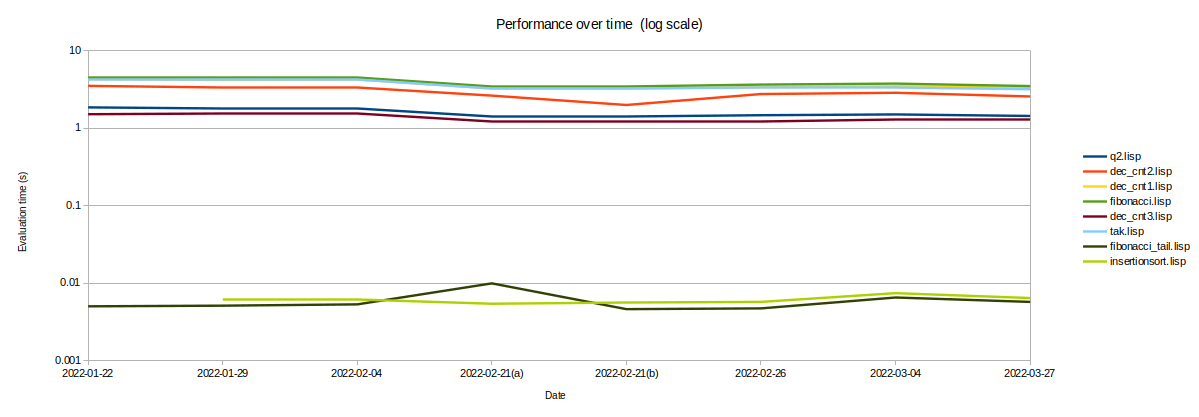 Performance over time  (log scale)
10
1
0.1
0.01
0.001
Evaluation time (s)
2022-01-22
2022-01-29
2022-02-04
2022-02-21(a)
2022-02-21(b)
2022-02-26
2022-03-04
2022-03-27
Date
q2.lisp
dec_cnt2.lisp
dec_cnt1.lisp
fibonacci.lisp
dec_cnt3.lisp
tak.lisp
fibonacci_tail.lisp
insertionsort.lisp